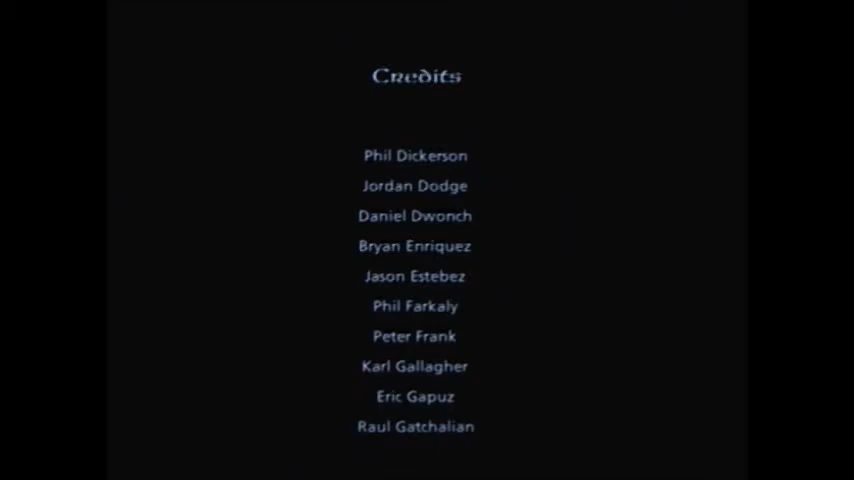 Credits
Phil Dickerson
Jordan Dodge
Daniel Dwonch
Bryan Enriquez
Jason Estebez
Phil Farkaly
Peter Frank
Karl Gallagher
Eric Gapuz
Raul Gatchalian